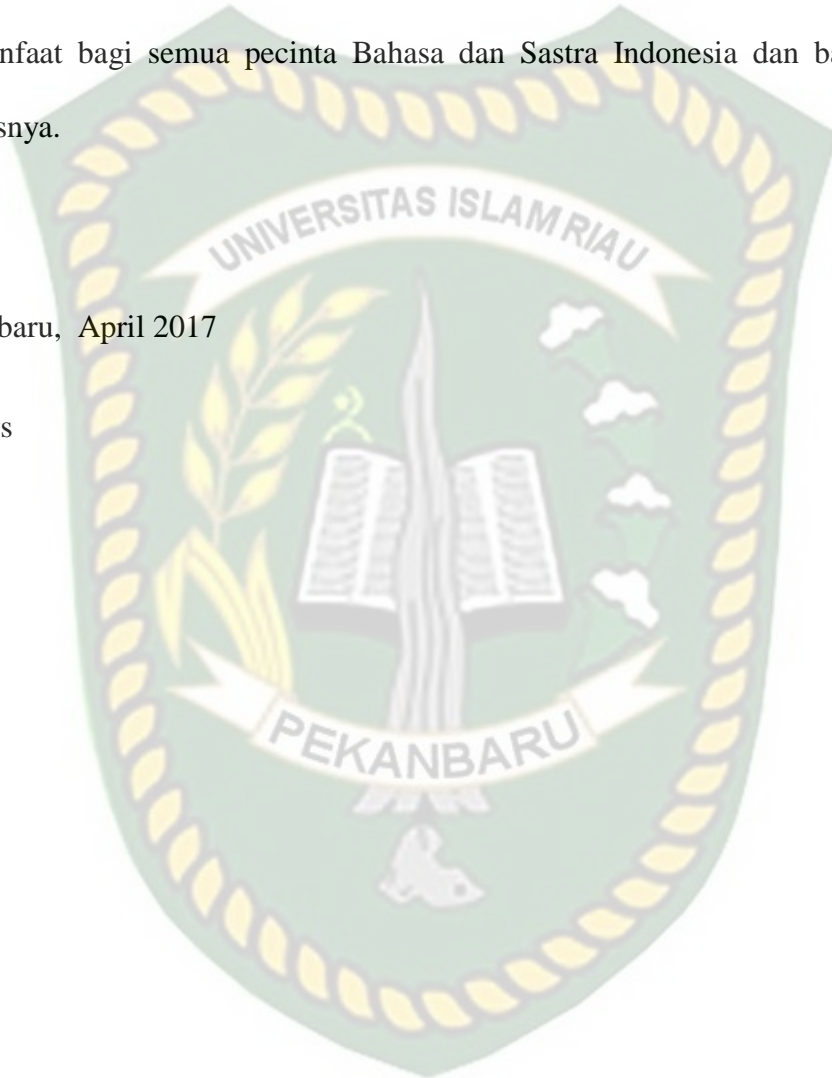 nfaat bagi semua pecinta Bahasa dan Sastra Indonesia dan ba
snya.
UNIVERSITAS ISLAM RIAU
baru, April 2017
s
PEKANBARU